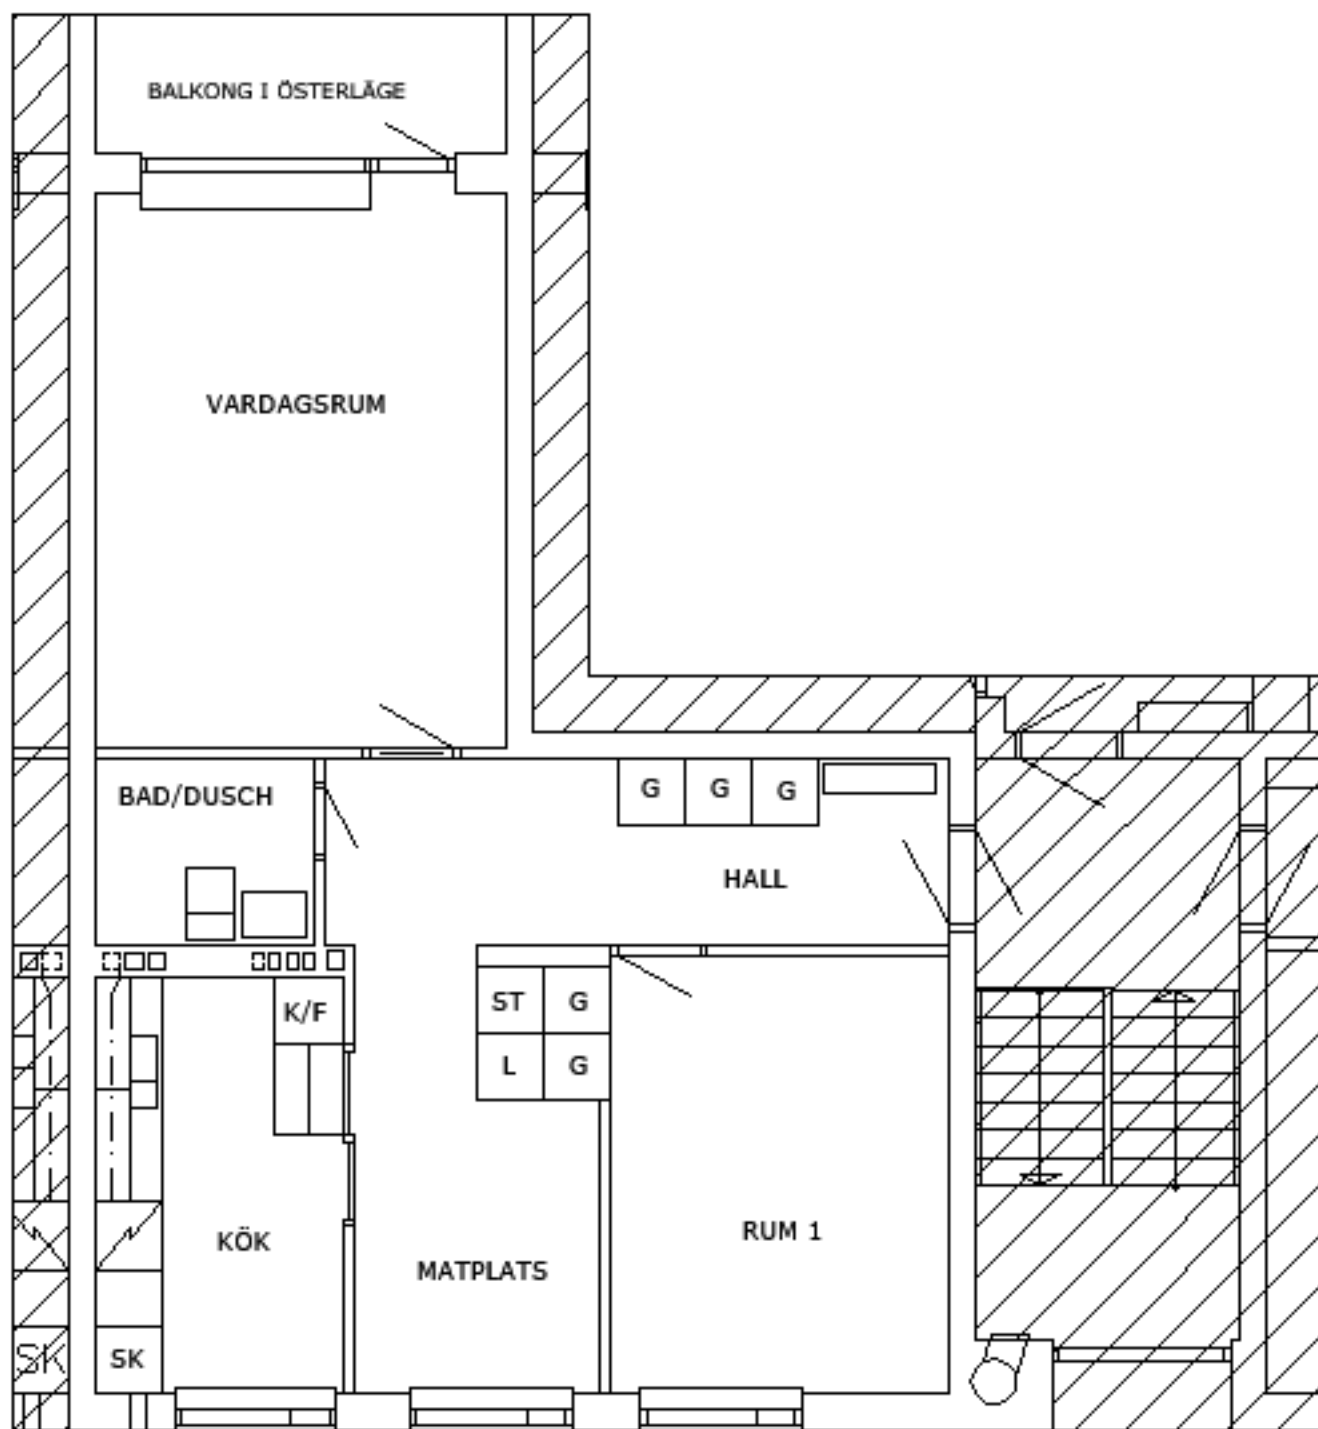 BALKONG I ÖSTERLÄGE
VARDAGSRUM
BAD/DUSCH
G G G
HALL
K/F
ST G
L G
KÖK
MATPLATS
RUM 1
SK
SK